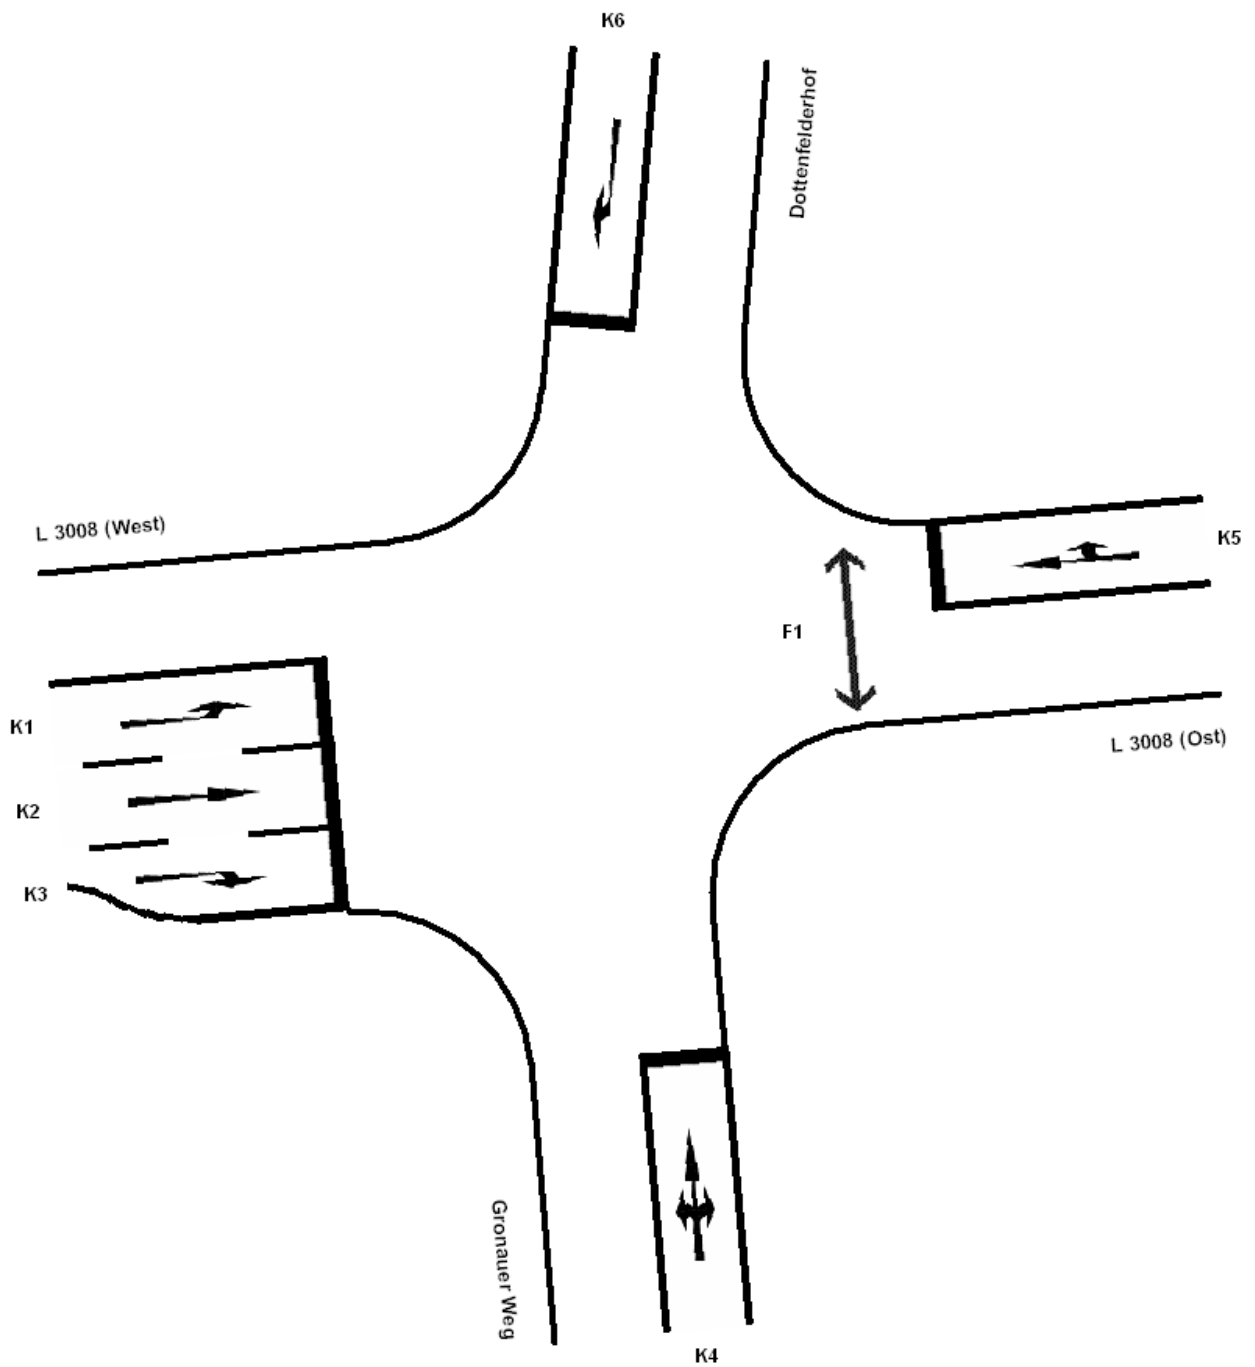 K6
Dottenfelderhof
L 3008 (West)
K5
F1
K1
L 3008 (Ost)
K2
K3
Gronauer Weg
K4